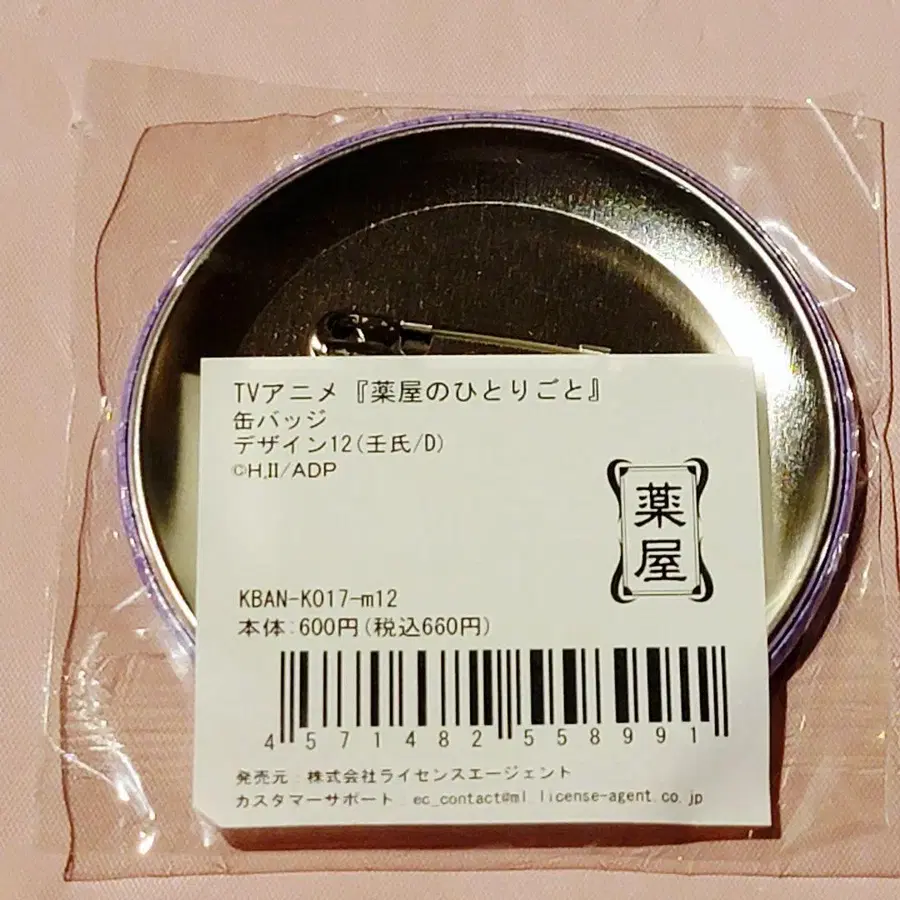 TVアニメ『薬屋のひとりごと』
缶バッジ
デザイン12(壬氏/D)
©H,II/ADP
薬屋
KBAN-K017-m12
本体:600円(税込660円)
4 571482 558991
発売元:株式会社ライセンスエージェント
カスタマーサポート:ec_contact@ml.license-agent.co.jp